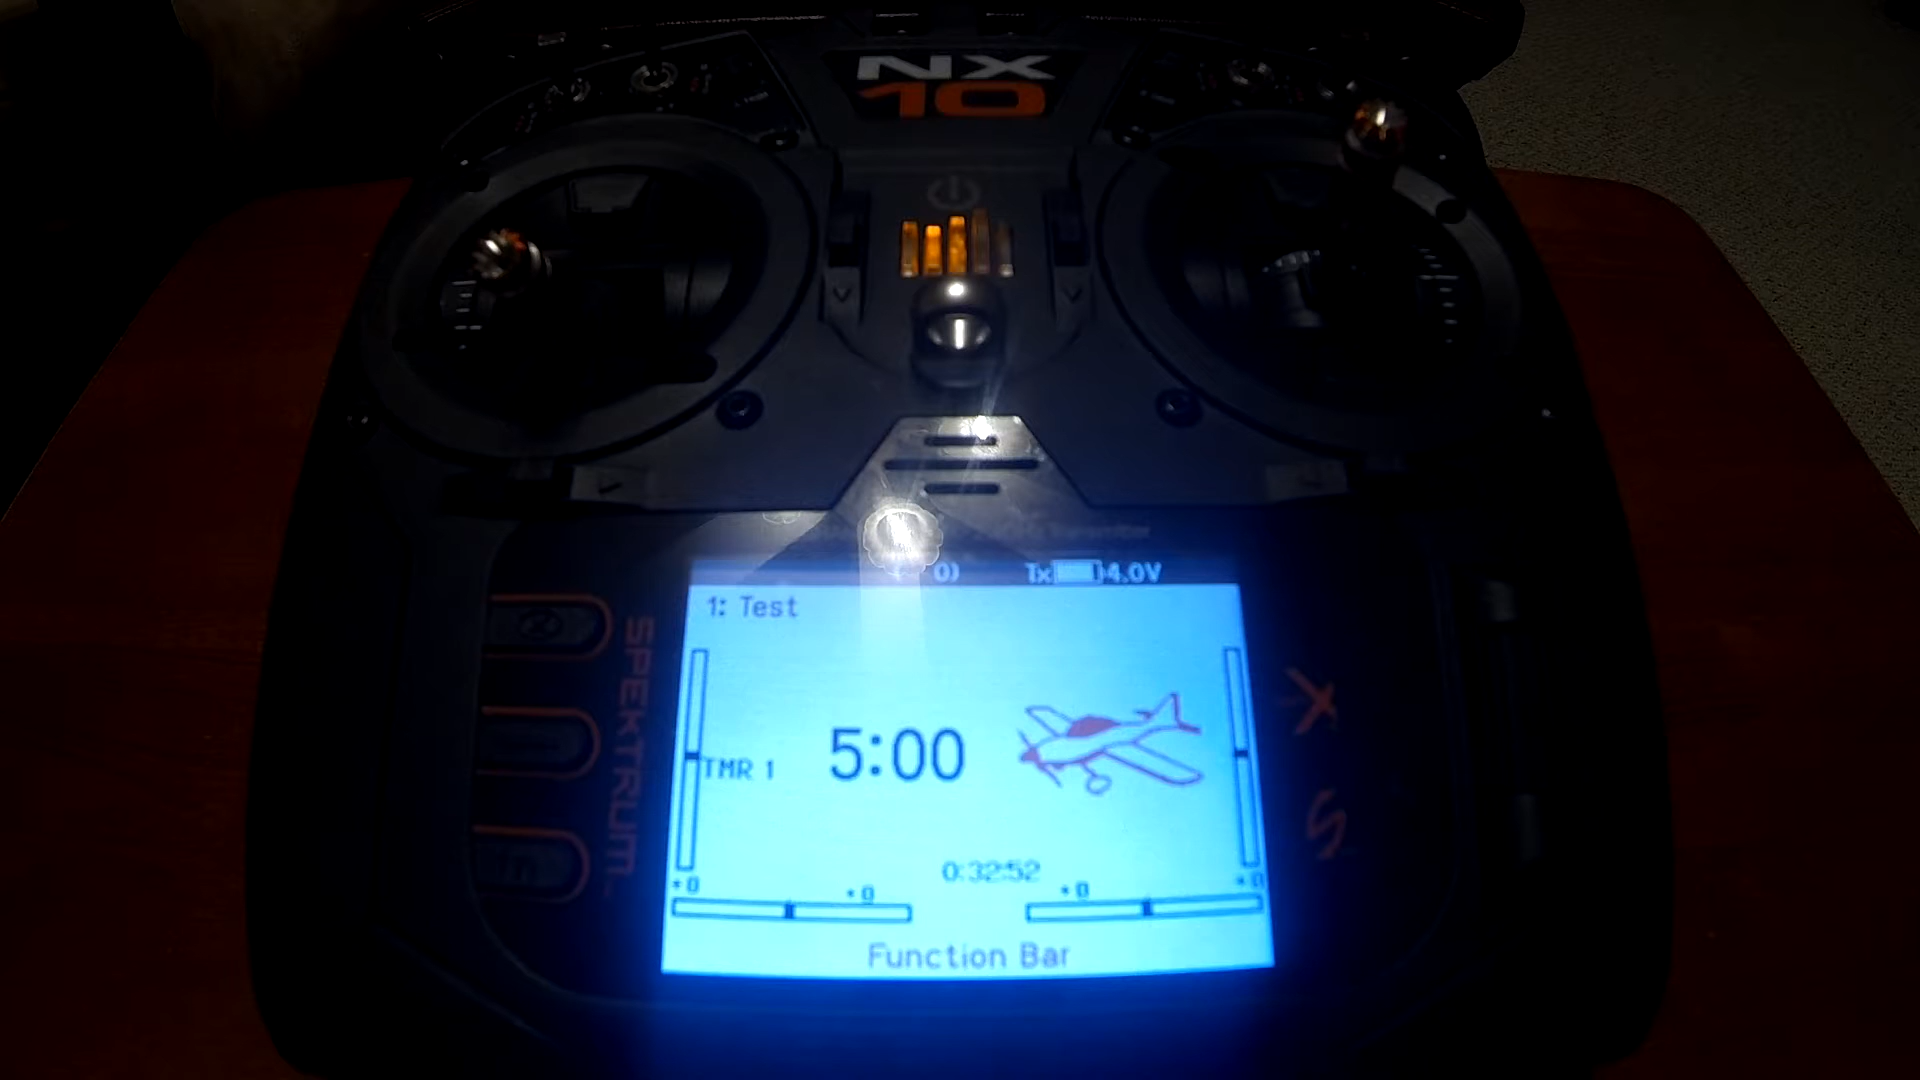 NX
10
Tx 4.0V
1: Test
SPEKTRUM
TMR 1
5:00
0:32:52
0
0
0
0
Function Bar